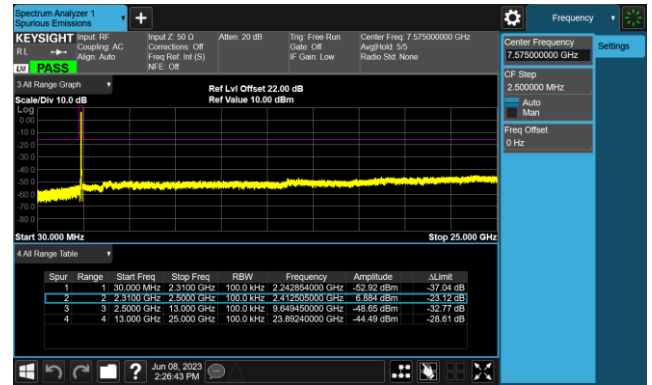 Spectrum Analyzer 1
Spurious Emissions
Frequency
KEYSIGHT
RL
LXI
PASS
Input: RF
Coupling: AC
Align: Auto
Input Z: 50 Ω
Corrections: Off
Freq Ref: Int (S)
NFE: Off
Atten: 20 dB
Trig: Free Run
Gate: Off
IF Gain: Low
Center Freq: 7.575000000 GHz
Avg|Hold: 5/5
Radio Std: None
Center Frequency
7.575000000 GHz
Settings
CF Step
2.500000 MHz
Auto
Man
Freq Offset
0 Hz
3 All Range Graph
Scale/Div 10.0 dB
Ref Lvl Offset 22.00 dB
Ref Value 10.00 dBm
Log
0.00
-10.0
-20.0
-30.0
-40.0
-50.0
-60.0
-70.0
-80.0
Start 30.000 MHz
Stop 25.000 GHz
4 All Range Table
Spur Range Start Freq Stop Freq RBW Frequency Amplitude ΔLimit
1 1 30.000 MHz 2.3100 GHz 100.0 kHz 2.242854000 GHz -52.92 dBm -37.04 dB
2 2 2.3100 GHz 2.5000 GHz 100.0 kHz 2.412505000 GHz 6.884 dBm -23.12 dB
3 3 2.5000 GHz 13.000 GHz 100.0 kHz 9.649450000 GHz -48.65 dBm -32.77 dB
4 4 13.000 GHz 25.000 GHz 100.0 kHz 23.89240000 GHz -44.49 dBm -28.61 dB
?
Jun 08, 2023
2:26:43 PM